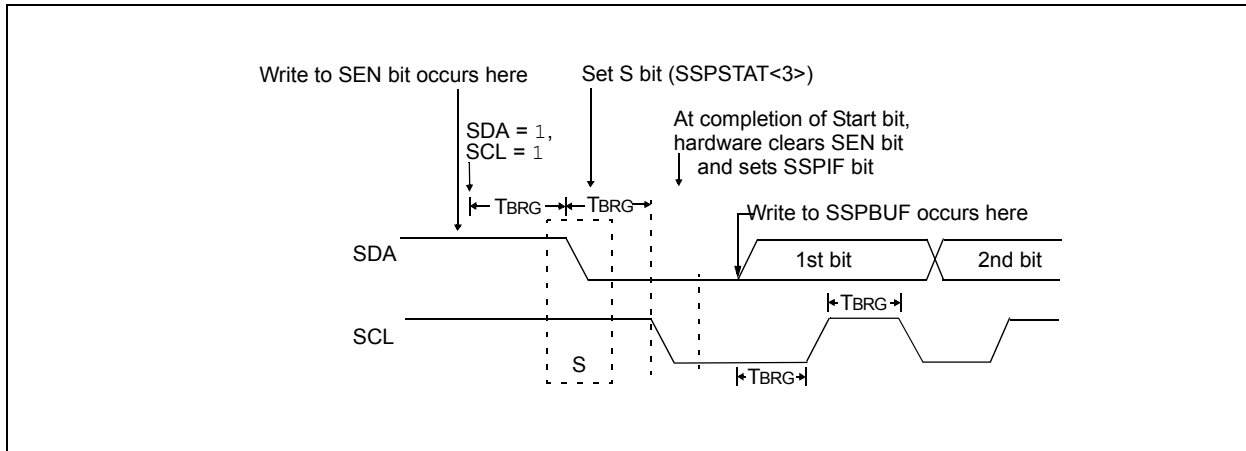 Write to SEN bit occurs here
Set S bit (SSPSTAT<3>)
SDA = 1,
SCL = 1
At completion of Start bit,
hardware clears SEN bit
and sets SSPIF bit
TBRG
TBRG
Write to SSPBUF occurs here
SDA
1st bit
2nd bit
TBRG
SCL
S
TBRG